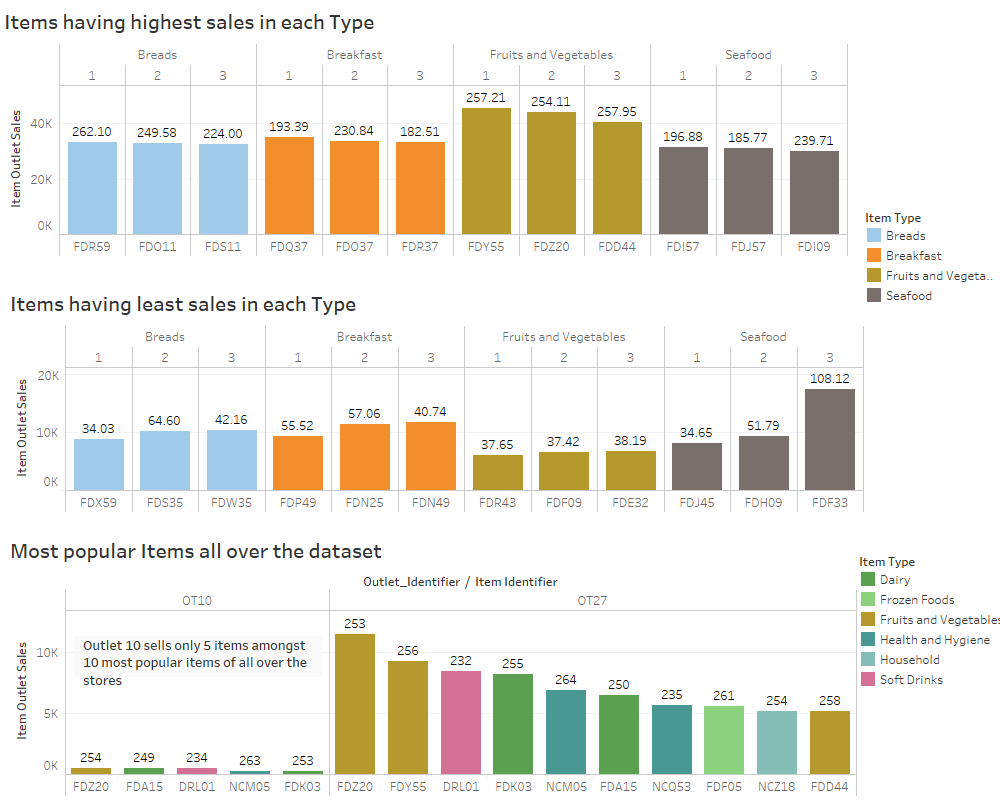 Items having highest sales in each Type
Breads Breakfast Fruits and Vegetables Seafood
1 2 3 1 2 3 1 2 3 1 2 3
Item Outlet Sales
40K
20K
0K
262.10 249.58 224.00 193.39 230.84 182.51 257.21 254.11 257.95 196.88 185.77 239.71
FDR59 FDO11 FDS11 FDQ37 FDO37 FDR37 FDY55 FDZ20 FDD44 FDI57 FDJ57 FDI09
Item Type
Breads
Breakfast
Fruits and Vegeta..
Seafood
Items having least sales in each Type
Breads Breakfast Fruits and Vegetables Seafood
1 2 3 1 2 3 1 2 3 1 2 3
Item Outlet Sales
20K
10K
0K
34.03 64.60 42.16 55.52 57.06 40.74 37.65 37.42 38.19 34.65 51.79 108.12
FDX59 FDS35 FDW35 FDP49 FDN25 FDN49 FDR43 FDF09 FDE32 FDJ45 FDH09 FDF33
Most popular Items all over the dataset
Outlet_Identifier / Item Identifier
OT10 OT27
Item Outlet Sales
10K
5K
0K
Outlet 10 sells only 5 items amongst
10 most popular items of all over the
stores
254 249 234 263 253 253 256 232 255 264 250 235 261 254 258
FDZ20 FDA15 DRL01 NCM05 FDK03 FDZ20 FDY55 DRL01 FDK03 NCM05 FDA15 NCQ53 FDF05 NCZ18 FDD44
Item Type
Dairy
Frozen Foods
Fruits and Vegetables
Health and Hygiene
Household
Soft Drinks